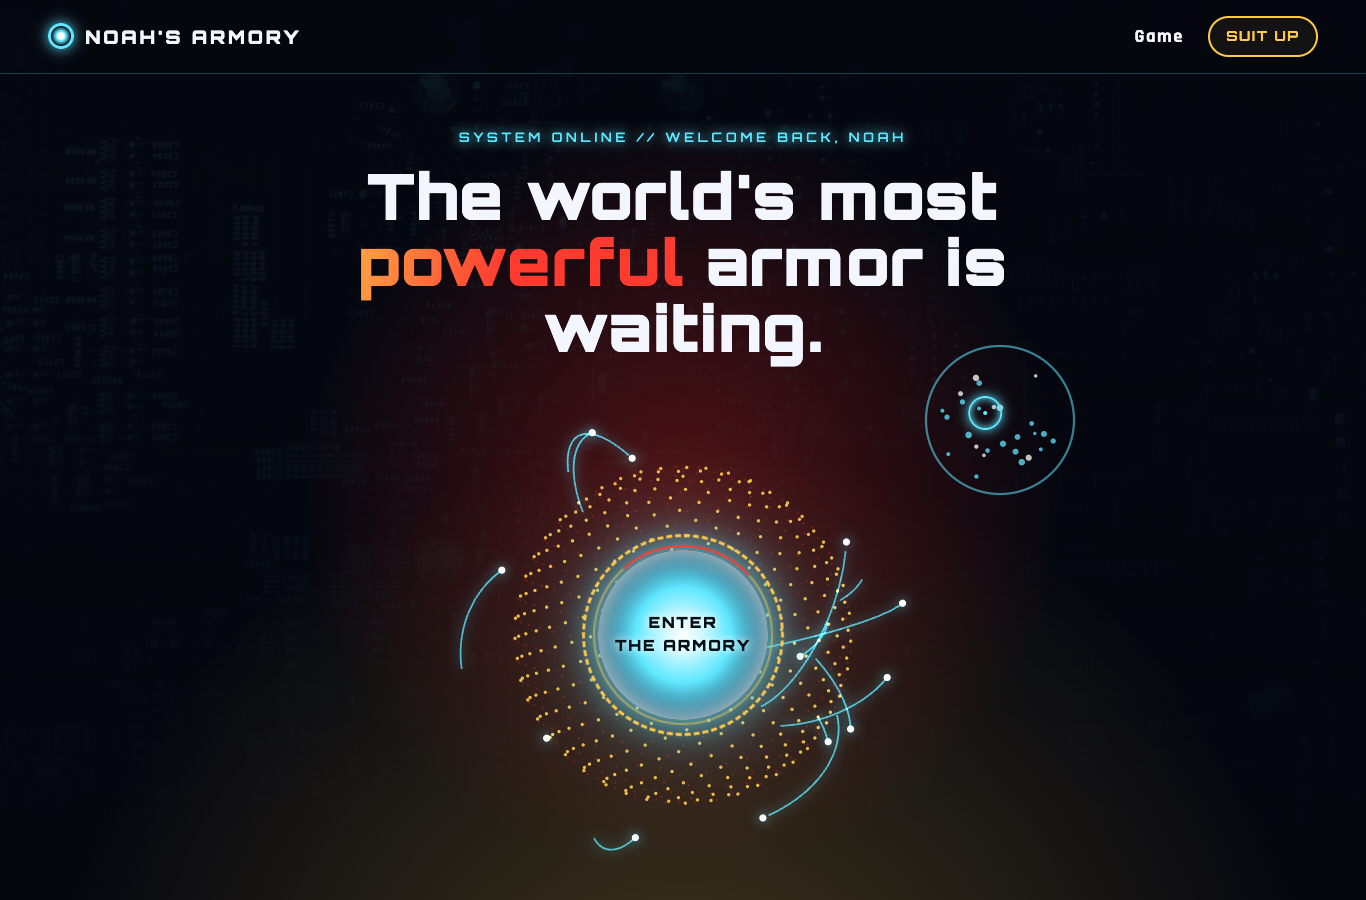 NOAH'S ARMORY
Game
SUIT UP
SYSTEM ONLINE // WELCOME BACK, NOAH
The world's most
powerful armor is
waiting.
ENTER
THE ARMORY